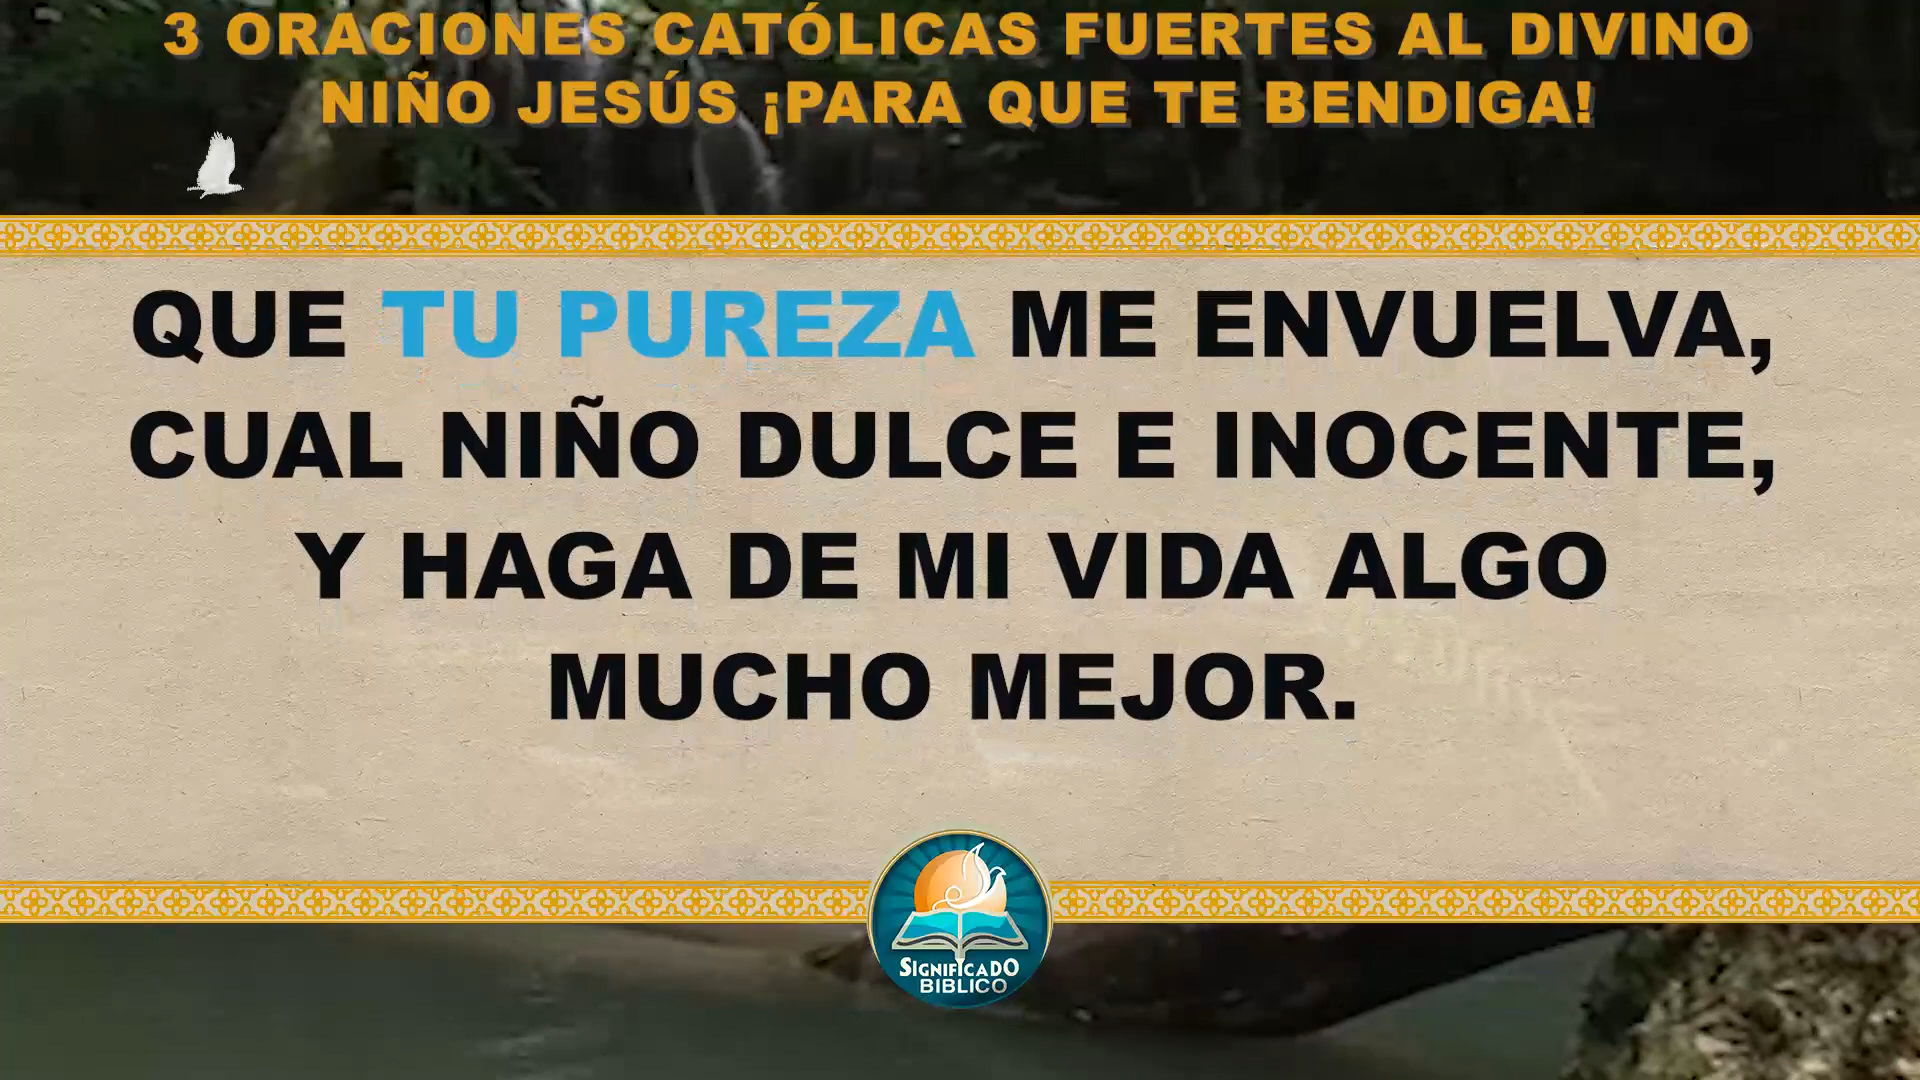 3 ORACIONES CATÓLICAS FUERTES AL DIVINO
NIÑO JESÚS ¡PARA QUE TE BENDIGA!
QUE TU PUREZA ME ENVUELVA,
CUAL NIÑO DULCE E INOCENTE,
Y HAGA DE MI VIDA ALGO
MUCHO MEJOR.
SIGNIFICADO
BIBLICO